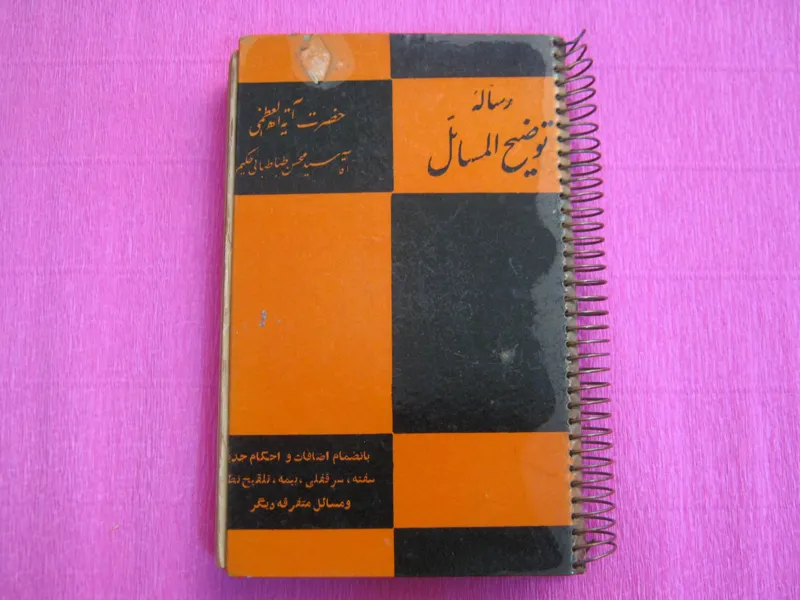 رساله
توضیح المسائل
حضرت آیة الله العظمی
آقای سید محسن طباطبائی حکیم
بانضمام اضافات و احکام جدید
سفته ، سرقفلی ، بیمه ، تلقیح نط
ومسائل متفرقه دیگر